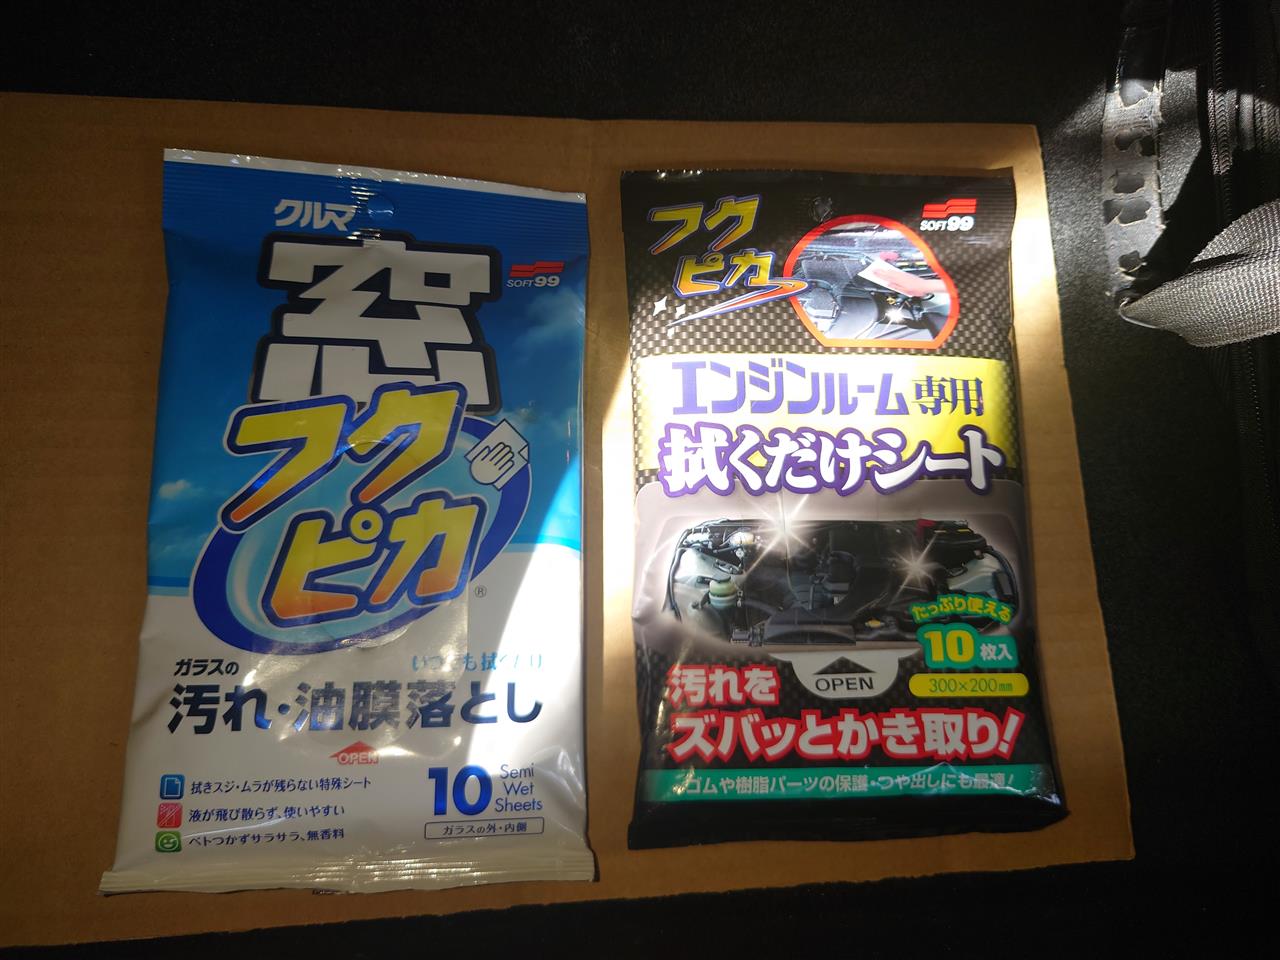 クルマ
窓
SOFT99
フク
ピカ
®
ガラスの
いつでも拭くだけ
汚れ・油膜落とし
OPEN
拭きスジ・ムラが残らない特殊シート
液が飛び散らず、使いやすい
ベトつかずサラサラ、無香料
10 Semi
Wet
Sheets
ガラスの外・内側
フク
ピカ
SOFT99
エンジンルーム専用
拭くだけシート
たっぷり使える
10枚入
300×200mm
OPEN
汚れを
ズバッとかき取り!
ゴムや樹脂パーツの保護・つや出しにも最適!